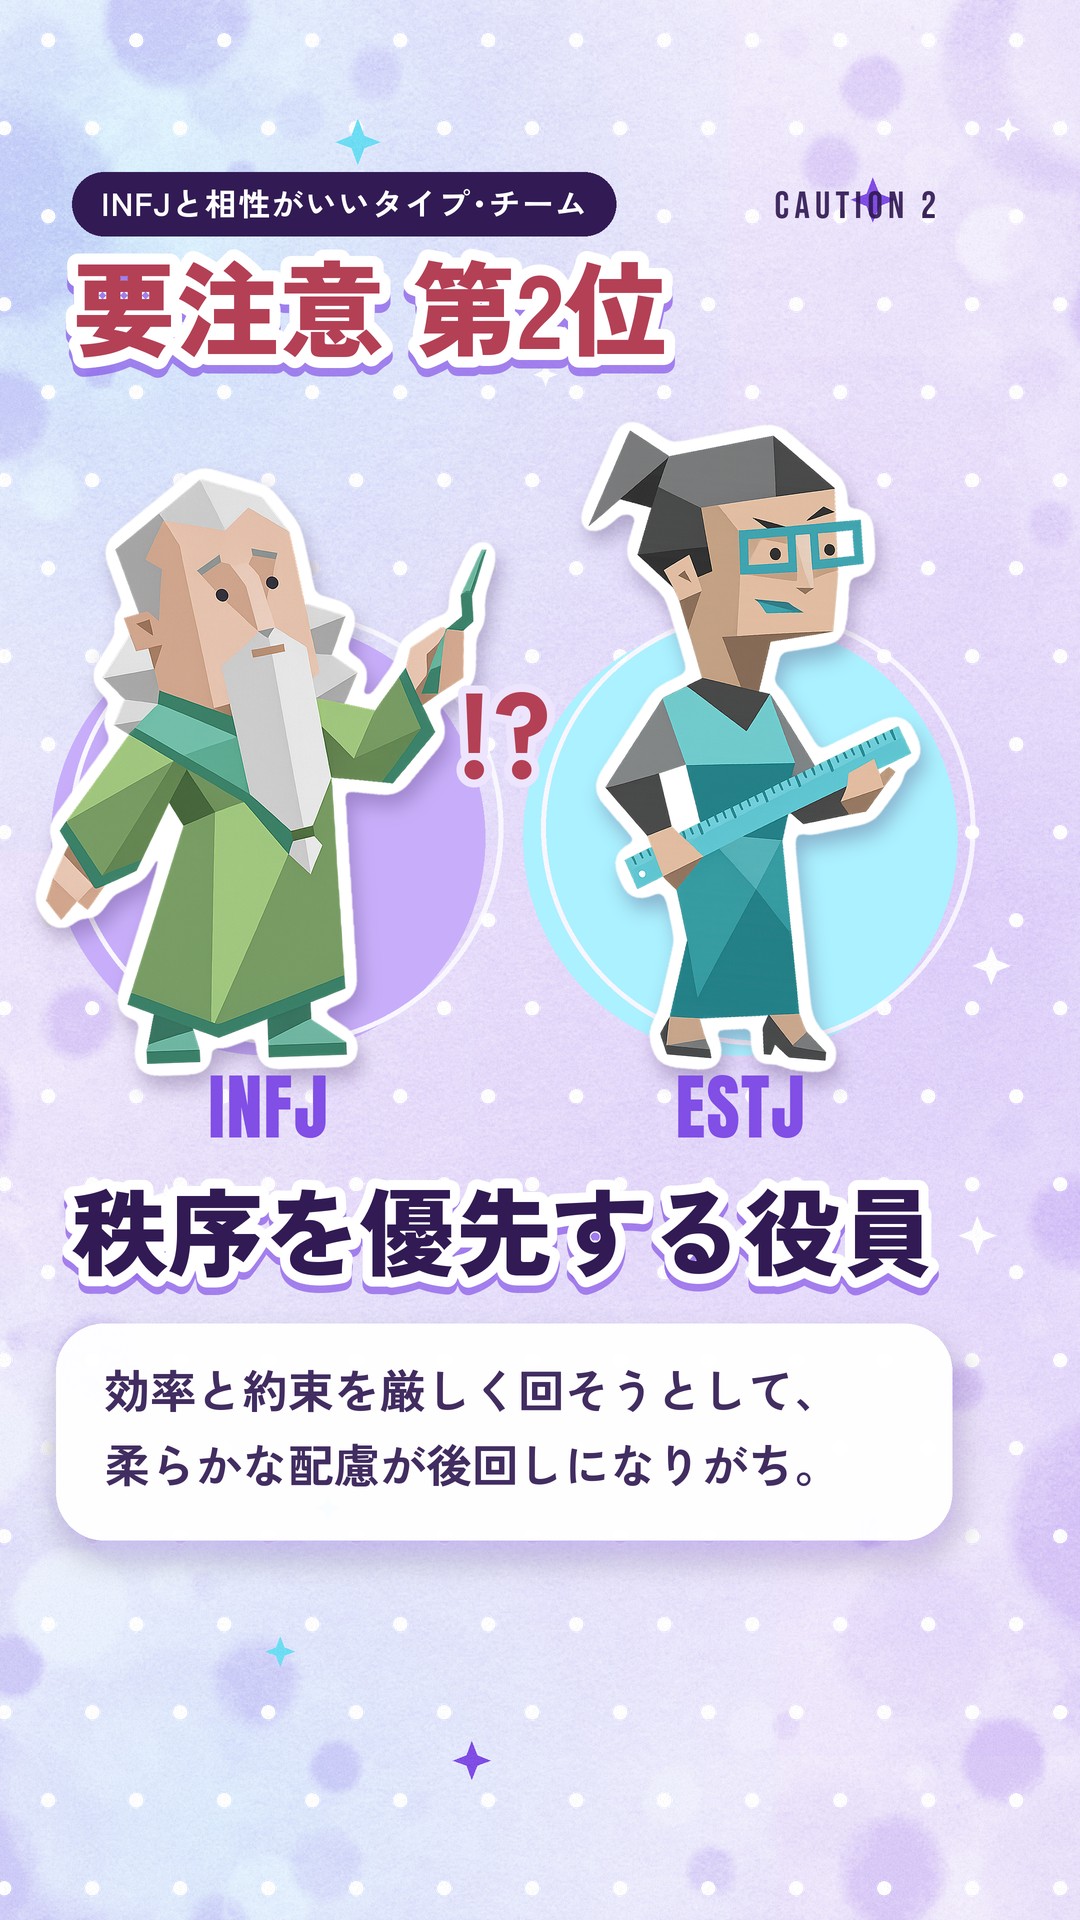 INFJと相性がいいタイプ・チーム
CAUTION 2
要注意 第2位
!?
INFJ
ESTJ
秩序を優先する役員
効率と約束を厳しく回そうとして、
柔らかな配慮が後回しになりがち。